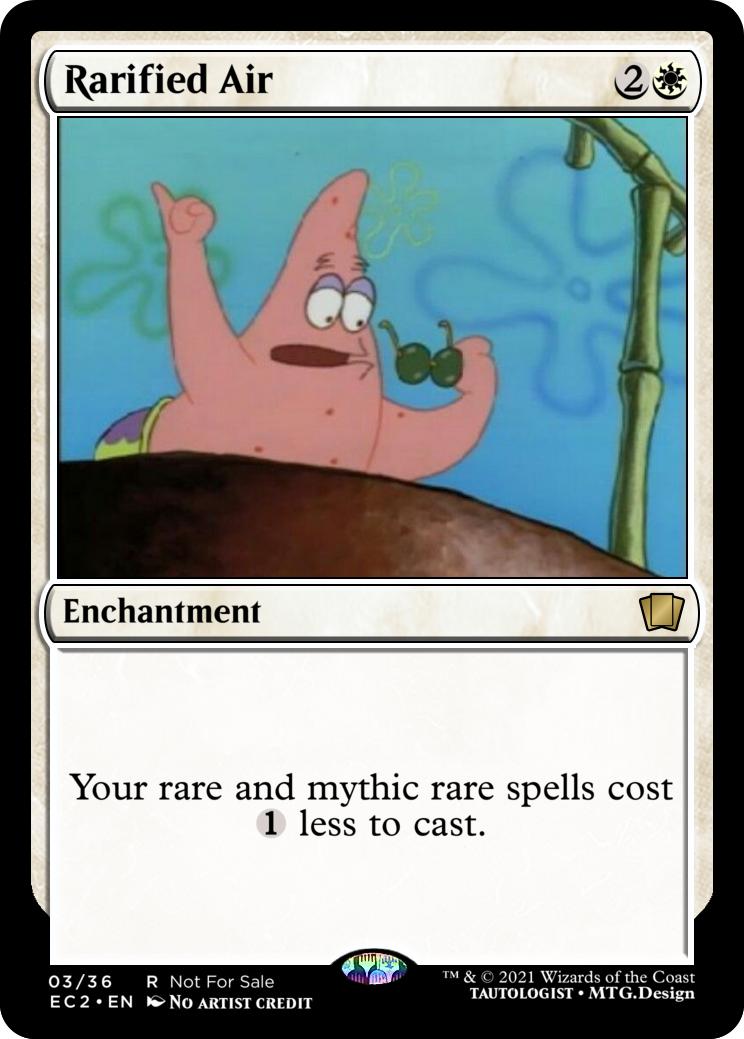 Rarified Air 2
Enchantment
Your rare and mythic rare spells cost
1 less to cast.
03/36 R Not For Sale
EC2 • EN No artist credit
™ & © 2021 Wizards of the Coast
TAUTOLOGIST • MTG.Design